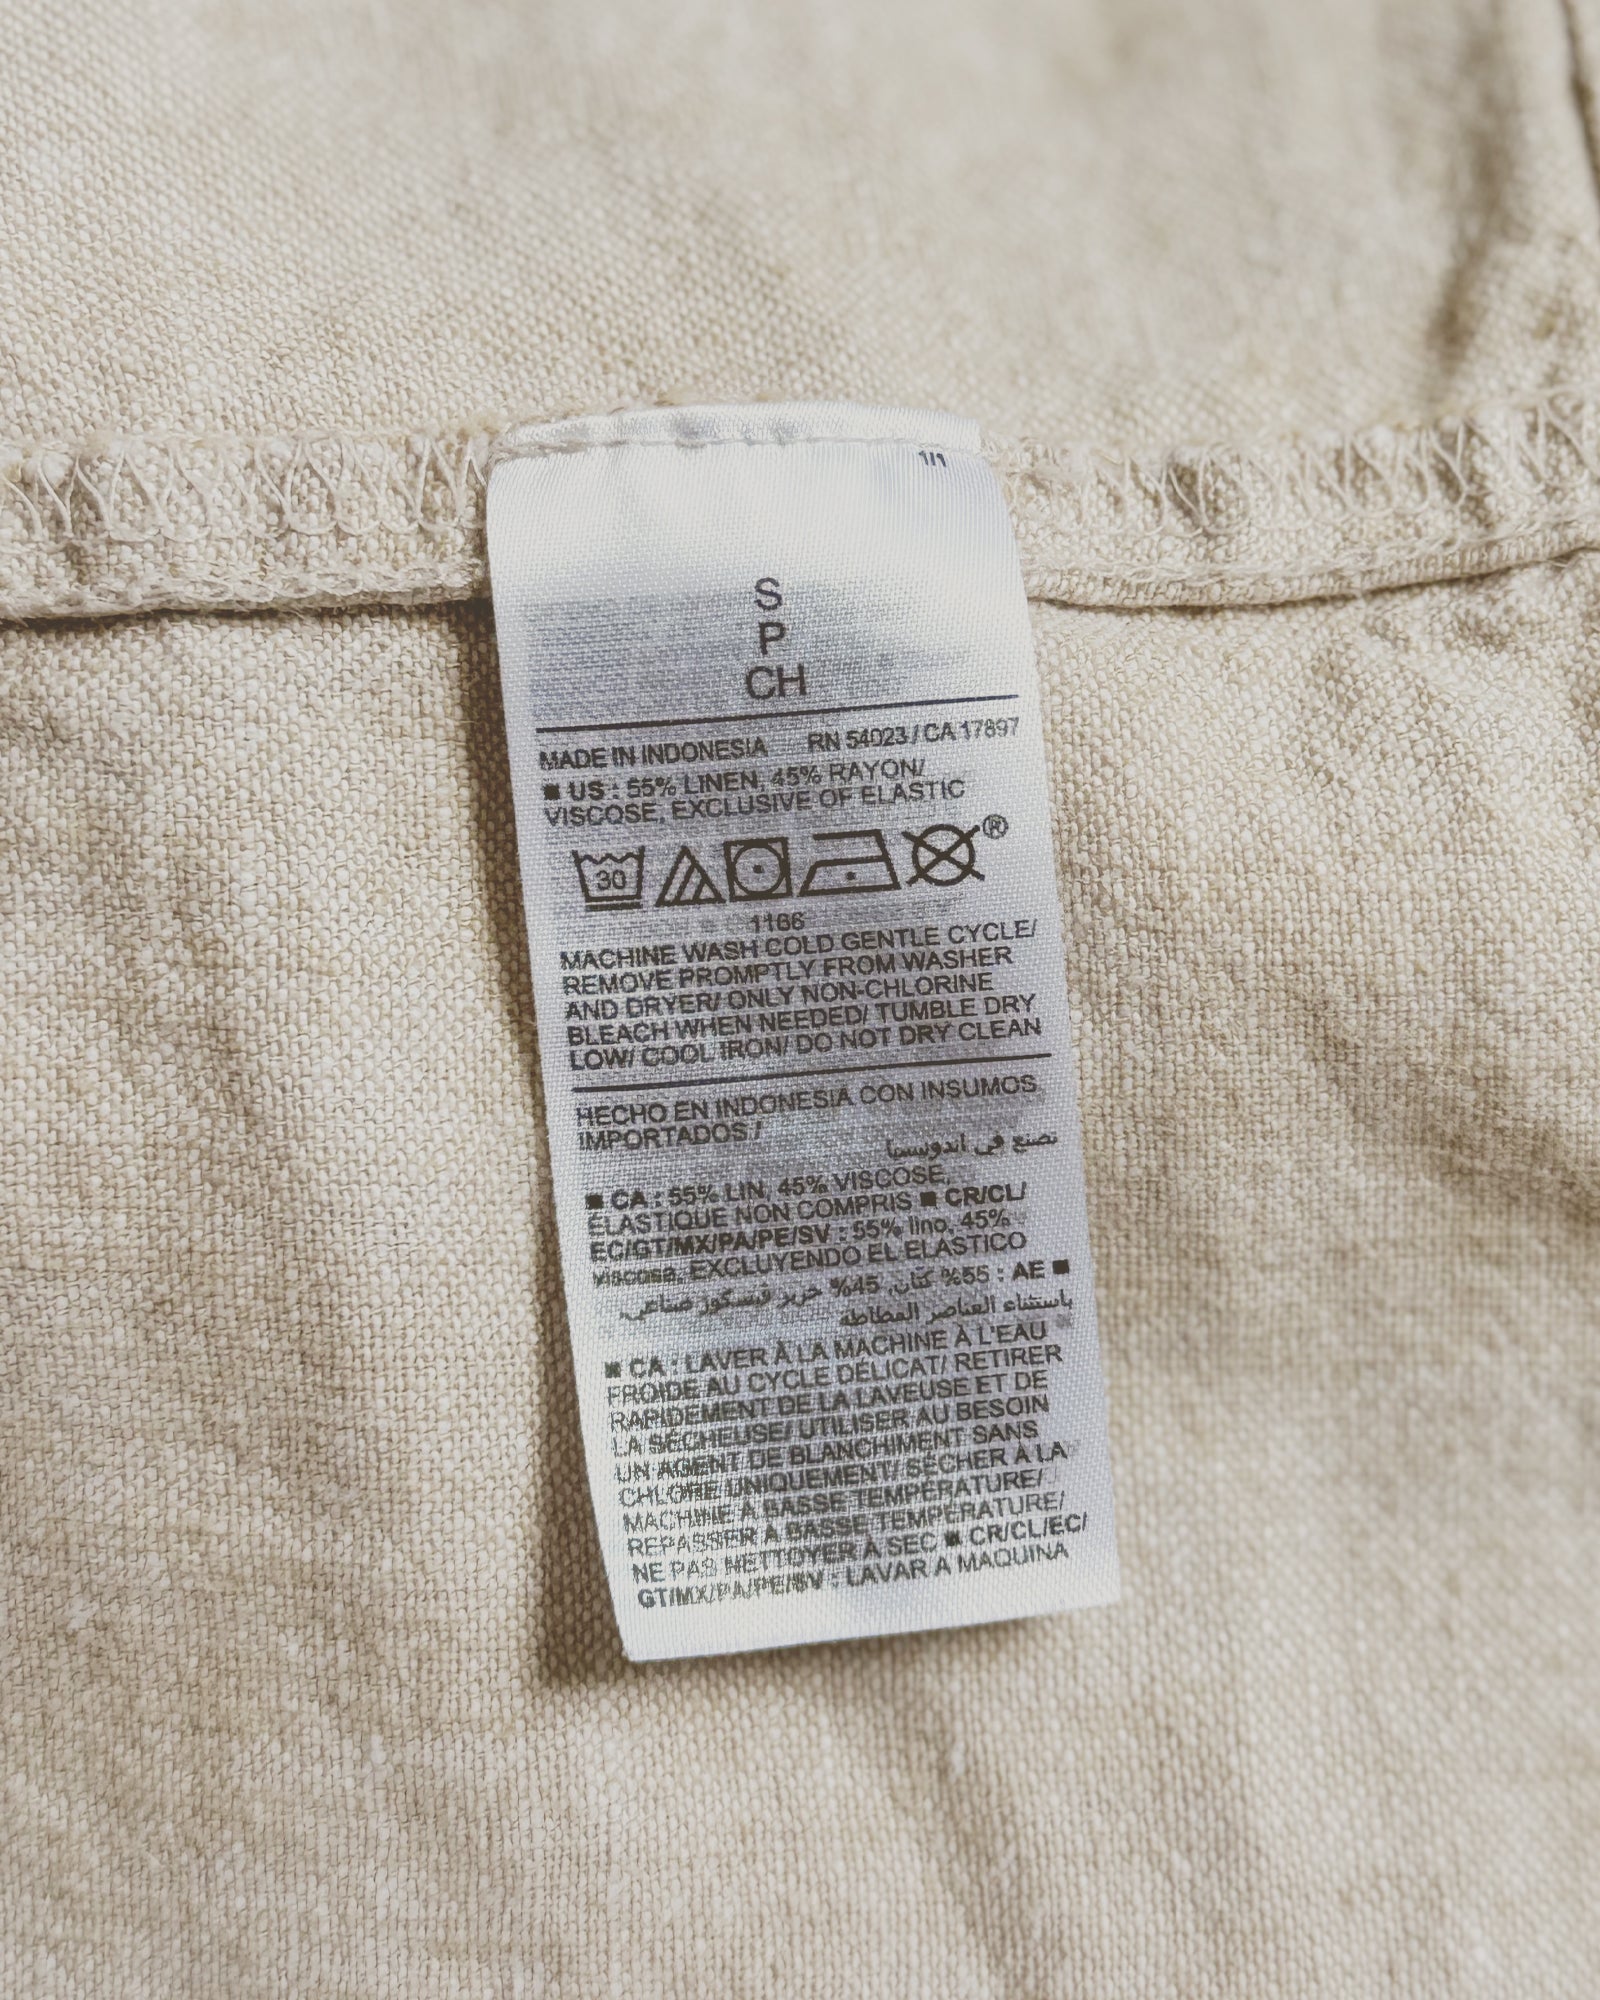 1/1
S
P
CH
MADE IN INDONESIA RN 54023 / CA 17897
■ US : 55% LINEN, 45% RAYON/
VISCOSE, EXCLUSIVE OF ELASTIC
30 ®
1166
MACHINE WASH COLD GENTLE CYCLE/
REMOVE PROMPTLY FROM WASHER
AND DRYER/ ONLY NON-CHLORINE
BLEACH WHEN NEEDED/ TUMBLE DRY
LOW/ COOL IRON/ DO NOT DRY CLEAN
HECHO EN INDONESIA CON INSUMOS
IMPORTADOS /
تصنع في اندونيسيا
■ CA : 55% LIN, 45% VISCOSE,
ÉLASTIQUE NON COMPRIS ■ CR/CL/
EC/GT/MX/PA/PE/SV : 55% lino, 45%
viscosa, EXCLUYENDO EL ELASTICO
■ AE : 55% كتان, 45% حرير فيسكوز صناعي,
باستثناء العناصر المطاطة
■ CA : LAVER À LA MACHINE À L'EAU
FROIDE AU CYCLE DÉLICAT/ RETIRER
RAPIDEMENT DE LA LAVEUSE ET DE
LA SÉCHEUSE/ UTILISER AU BESOIN
UN AGENT DE BLANCHIMENT SANS
CHLORE UNIQUEMENT/ SÉCHER À LA
MACHINE À BASSE TEMPÉRATURE/
REPASSER À BASSE TEMPÉRATURE/
NE PAS NETTOYER À SEC ■ CR/CL/EC/
GT/MX/PA/PE/SV : LAVAR A MAQUINA